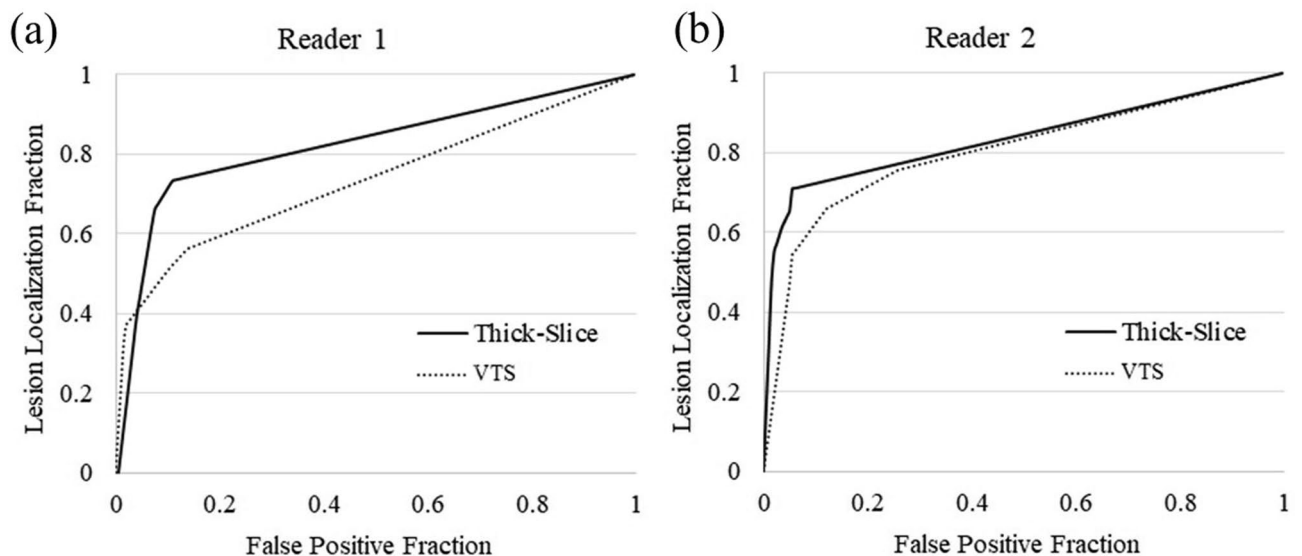 (a)
Reader 1
Lesion Localization Fraction
1
0.8
0.6
0.4
0.2
0
Thick-Slice
VTS
0 0.2 0.4 0.6 0.8 1
False Positive Fraction
(b)
Reader 2
Lesion Localization Fraction
1
0.8
0.6
0.4
0.2
0
Thick-Slice
VTS
0 0.2 0.4 0.6 0.8 1
False Positive Fraction